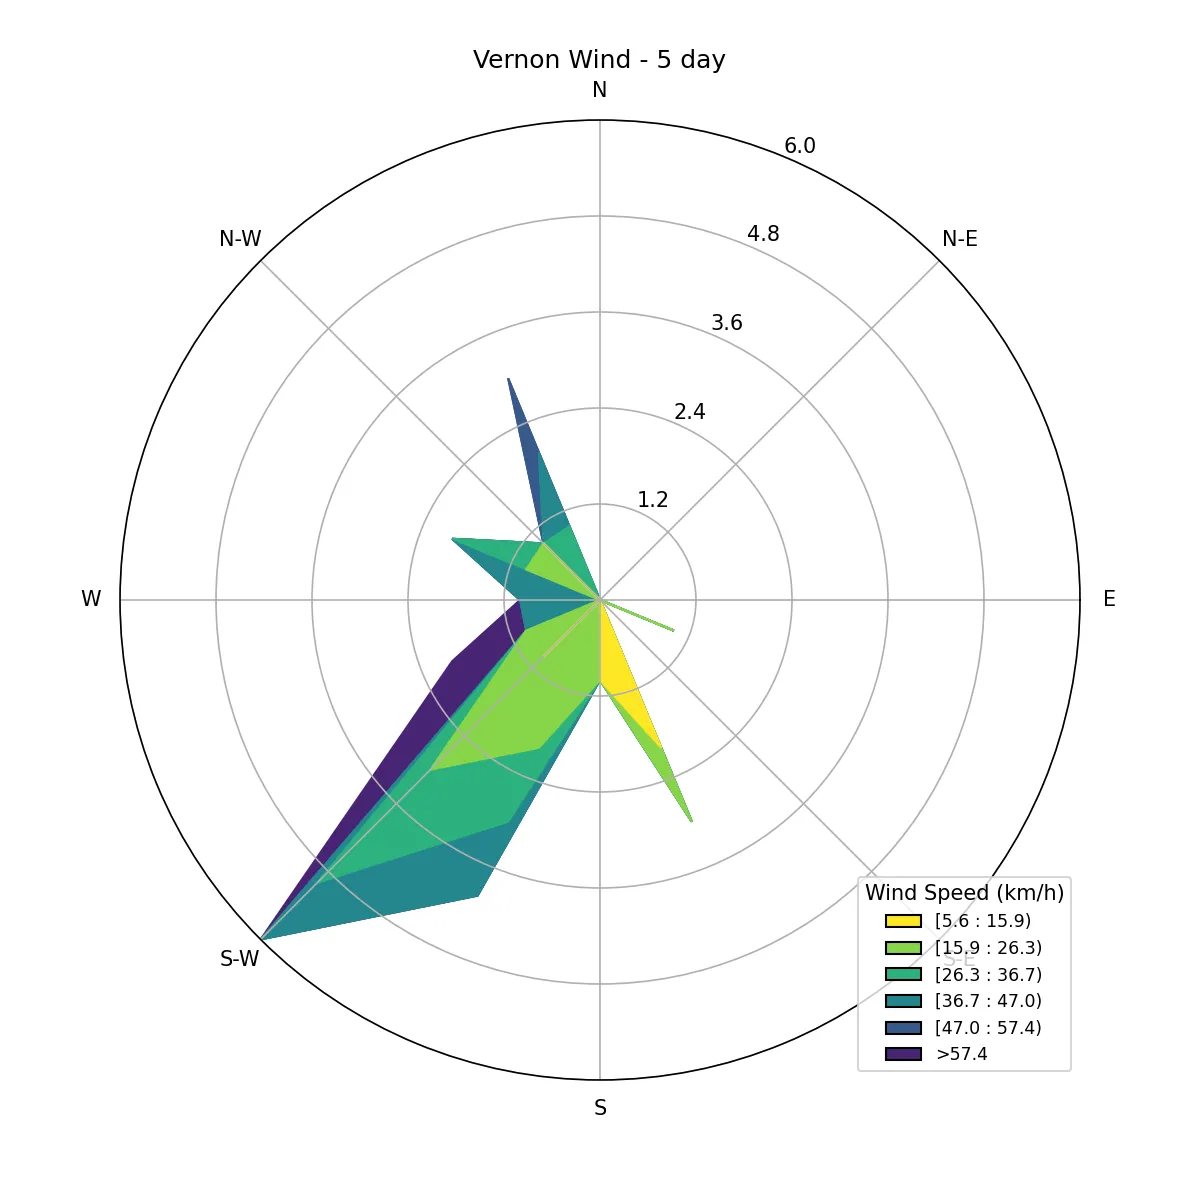 Vernon Wind - 5 day
N
6.0
N-W
4.8
N-E
3.6
2.4
1.2
W
E
S-W
S-E
Wind Speed (km/h)
[5.6 : 15.9)
[15.9 : 26.3)
[26.3 : 36.7)
[36.7 : 47.0)
[47.0 : 57.4)
>57.4
S